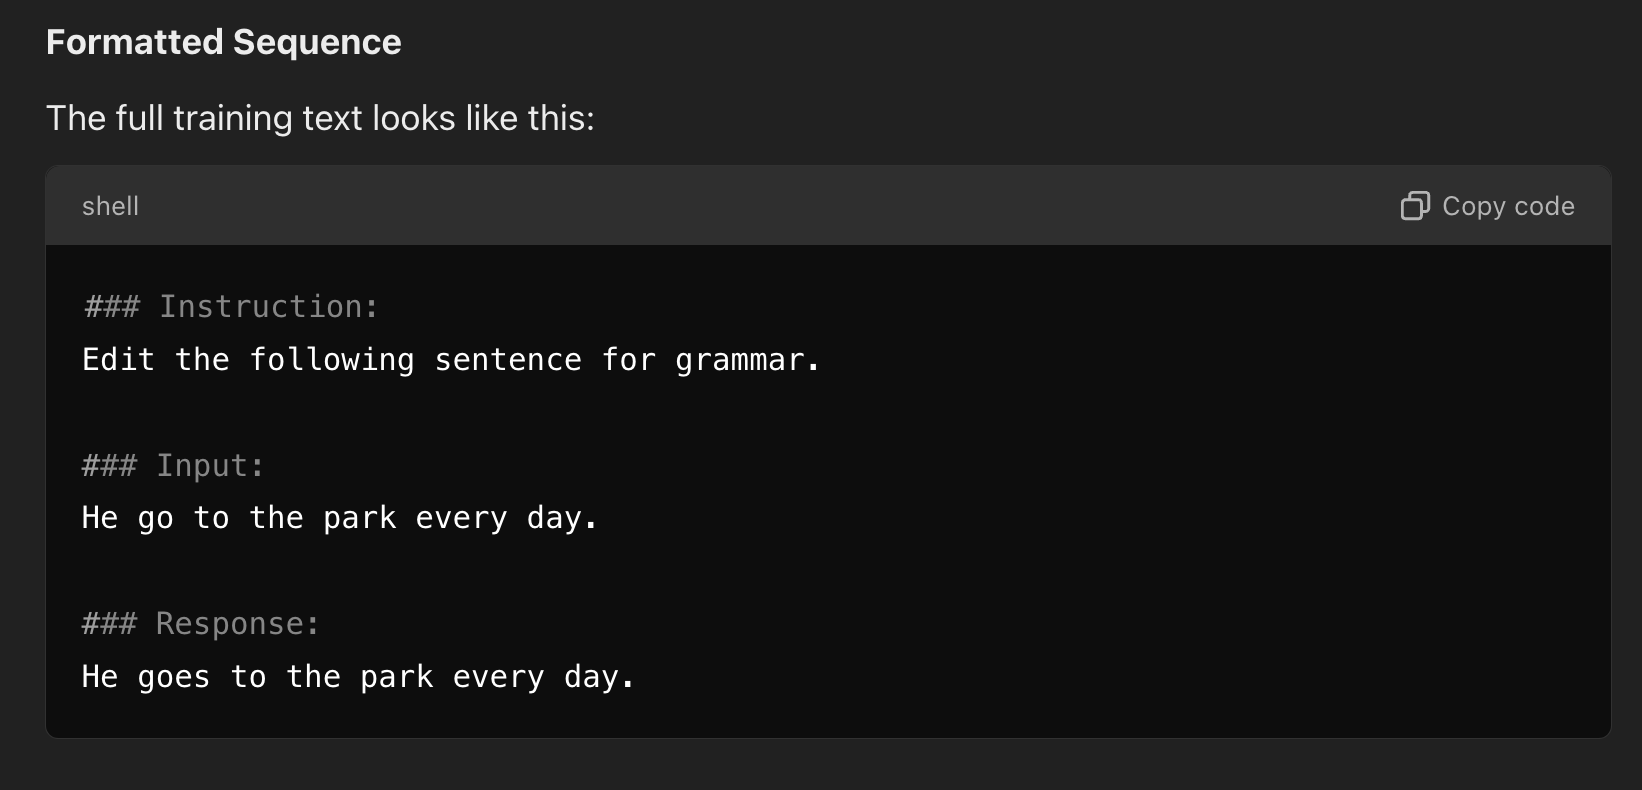 Formatted Sequence
The full training text looks like this:
shell
Copy code
### Instruction:
Edit the following sentence for grammar.
### Input:
He go to the park every day.
### Response:
He goes to the park every day.